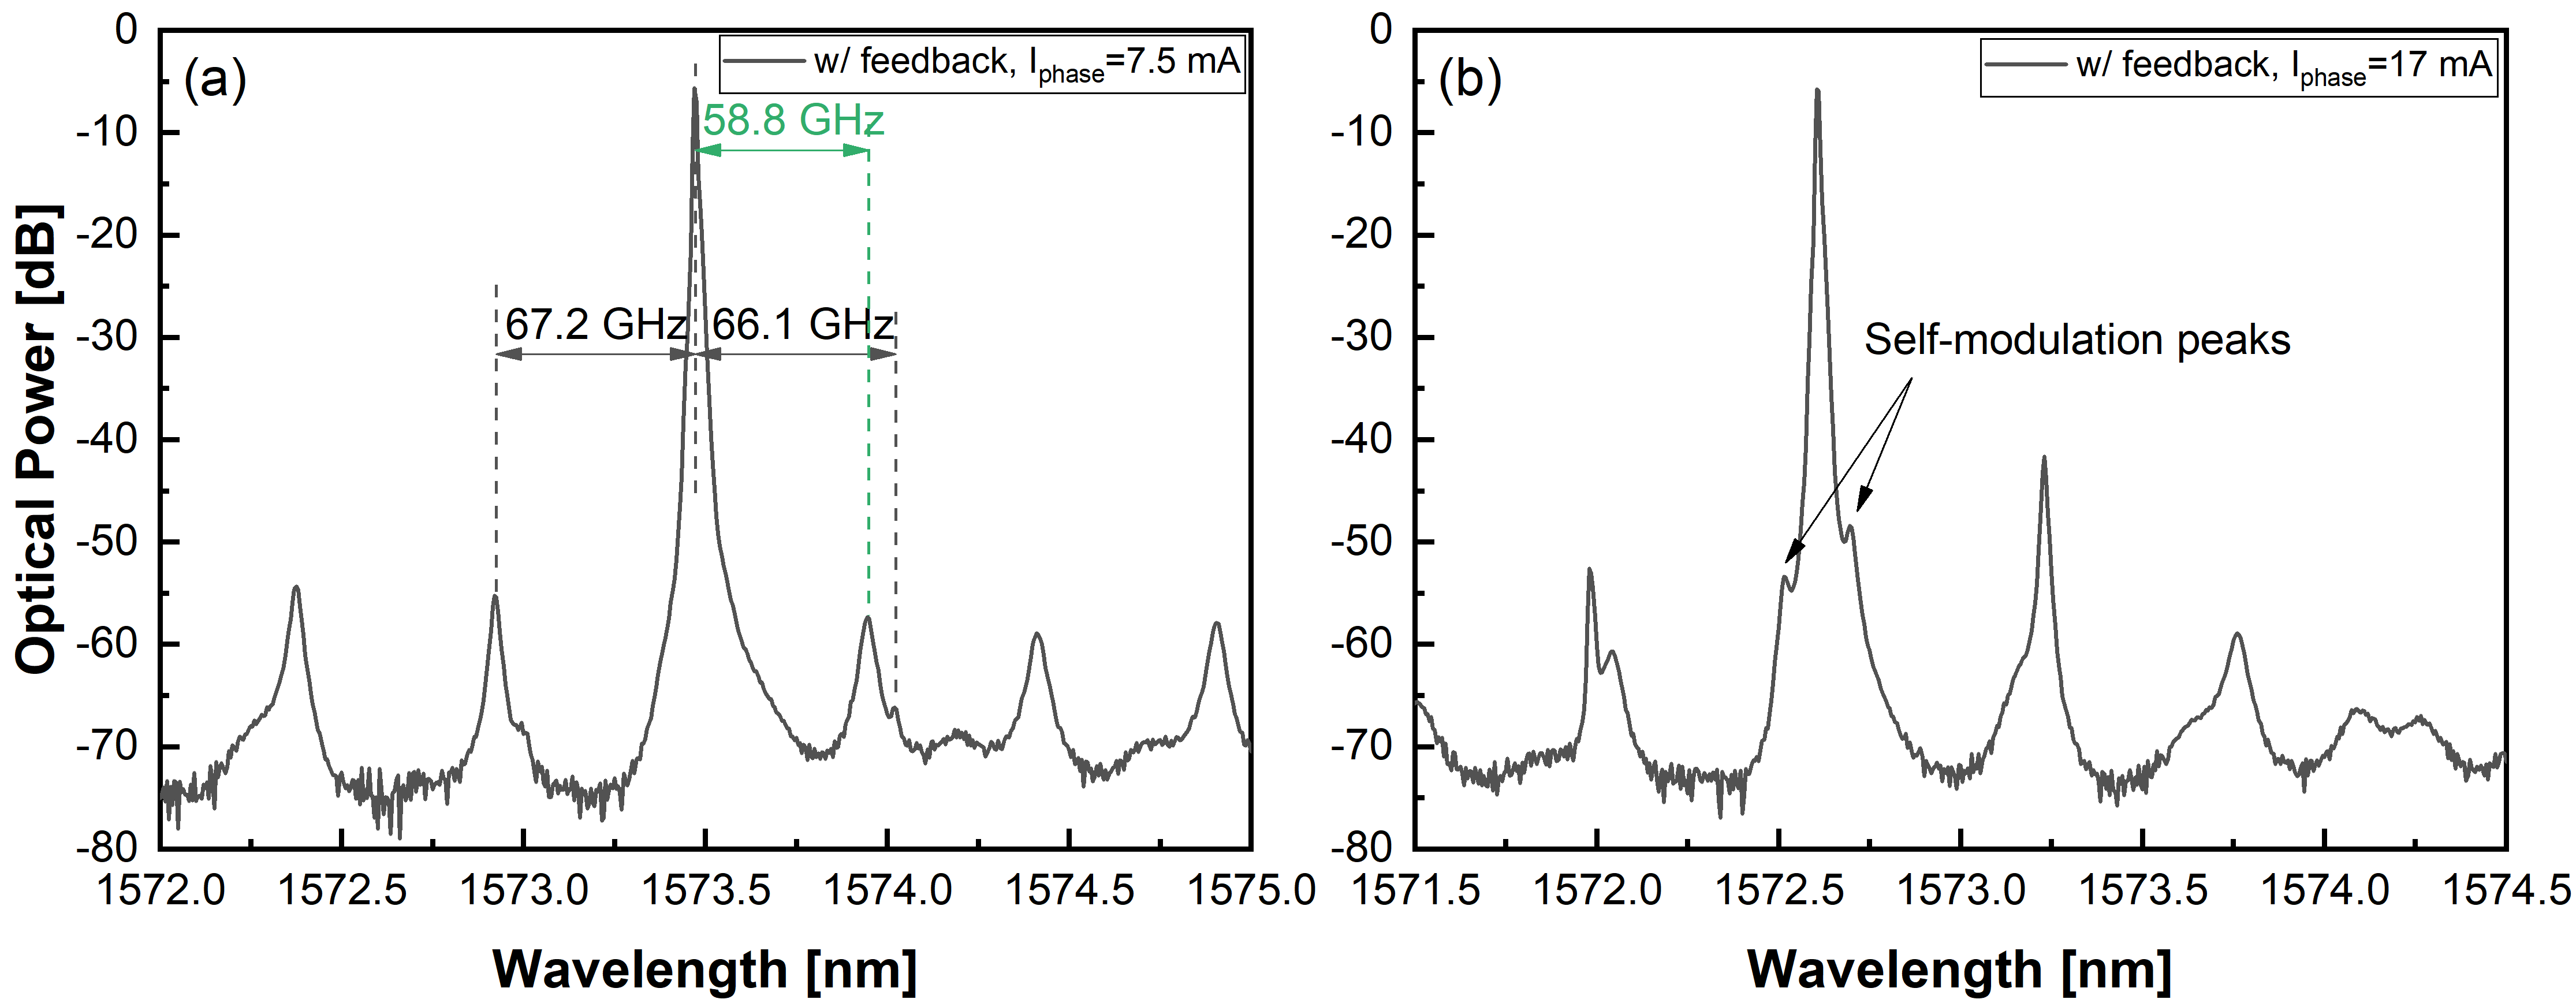 (a)
w/ feedback, Iphase=7.5 mA
58.8 GHz
67.2 GHz
66.1 GHz
0
-10
-20
-30
-40
-50
-60
-70
-80
Optical Power [dB]
1572.0 1572.5 1573.0 1573.5 1574.0 1574.5 1575.0
Wavelength [nm]
(b)
w/ feedback, Iphase=17 mA
Self-modulation peaks
0
-10
-20
-30
-40
-50
-60
-70
-80
1571.5 1572.0 1572.5 1573.0 1573.5 1574.0 1574.5
Wavelength [nm]